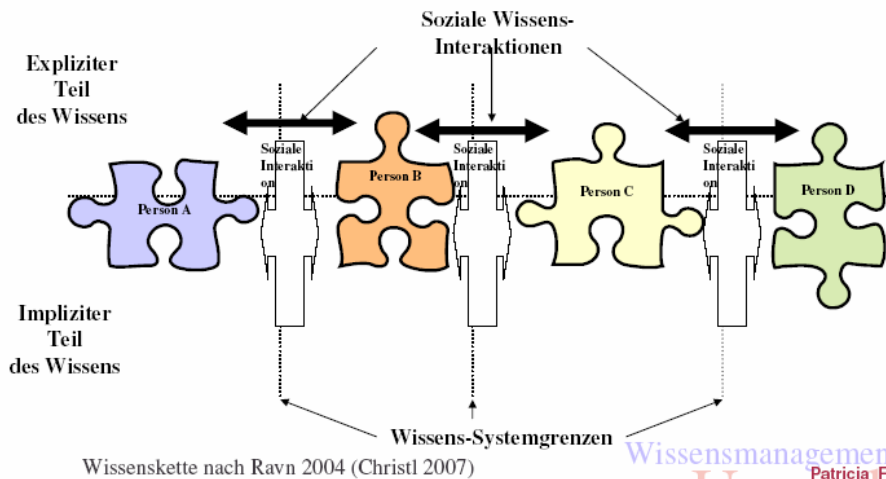 Soziale Wissens-
Interaktionen
Expliziter
Teil
des Wissens
Soziale
Interakti
on
Soziale
Interakti
on
Soziale
Interakti
on
Person A
Person B
Person C
Person D
Impliziter
Teil
des Wissens
Wissens-Systemgrenzen
Wissenskette nach Ravn 2004 (Christl 2007)
Wissensmanagemen
Patricia